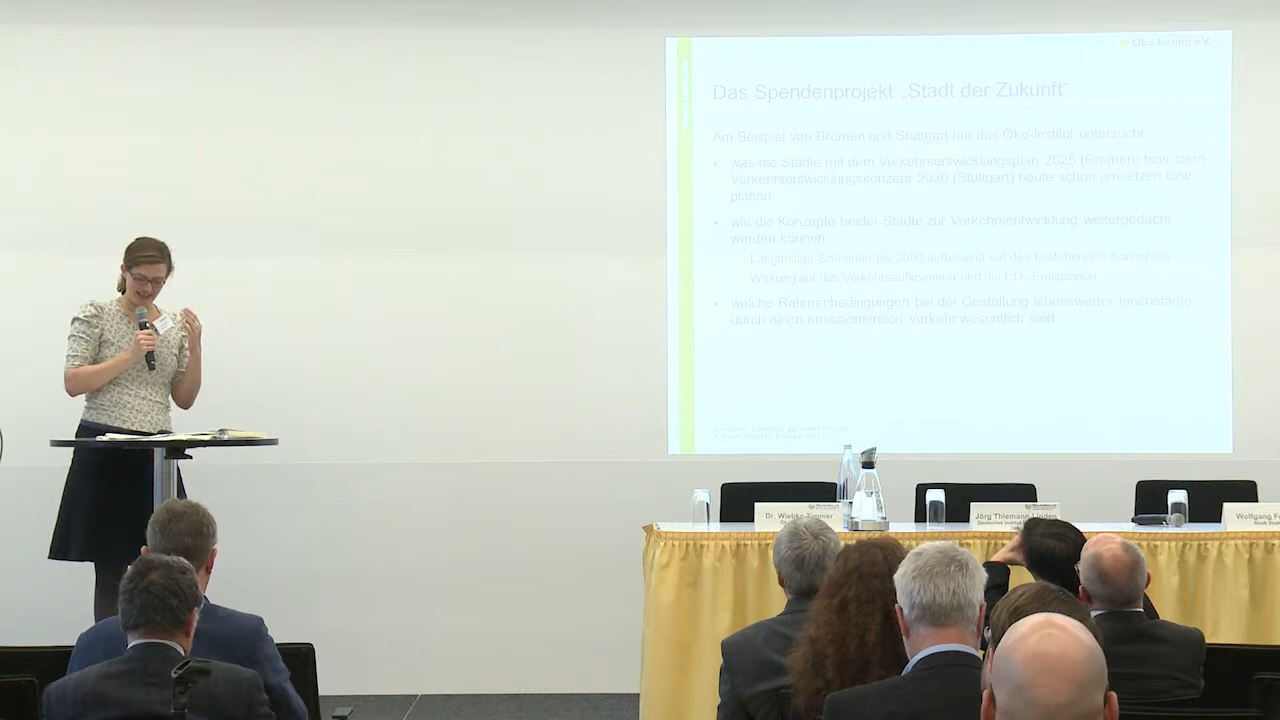 Öko-Institut e.V.
Das Spendenprojekt „Stadt der Zukunft"
Am Beispiel von Bremen und Stuttgart hat das Öko-Institut untersucht
• was die Städte mit dem Verkehrsentwicklungsplan 2025 (Bremen) bzw. dem
Verkehrsentwicklungskonzept 2030 (Stuttgart) heute schon umsetzen bzw.
planen
• wie die Konzepte beider Städte zur Verkehrsentwicklung weitergedacht
werden können:
Langfristige Szenarien bis 2050 aufbauend auf den bestehenden Konzepten
Wirkung auf das Verkehrsaufkommen und die CO₂-Emissionen
• welche Rahmenbedingungen bei der Gestaltung lebenswerter Innenstädte
durch einen emissionsfreien Verkehr wesentlich sind
Dr. Wiebke Zimmer
Jörg Thiemann-Linden
Deutsches Institut
Wolfgang